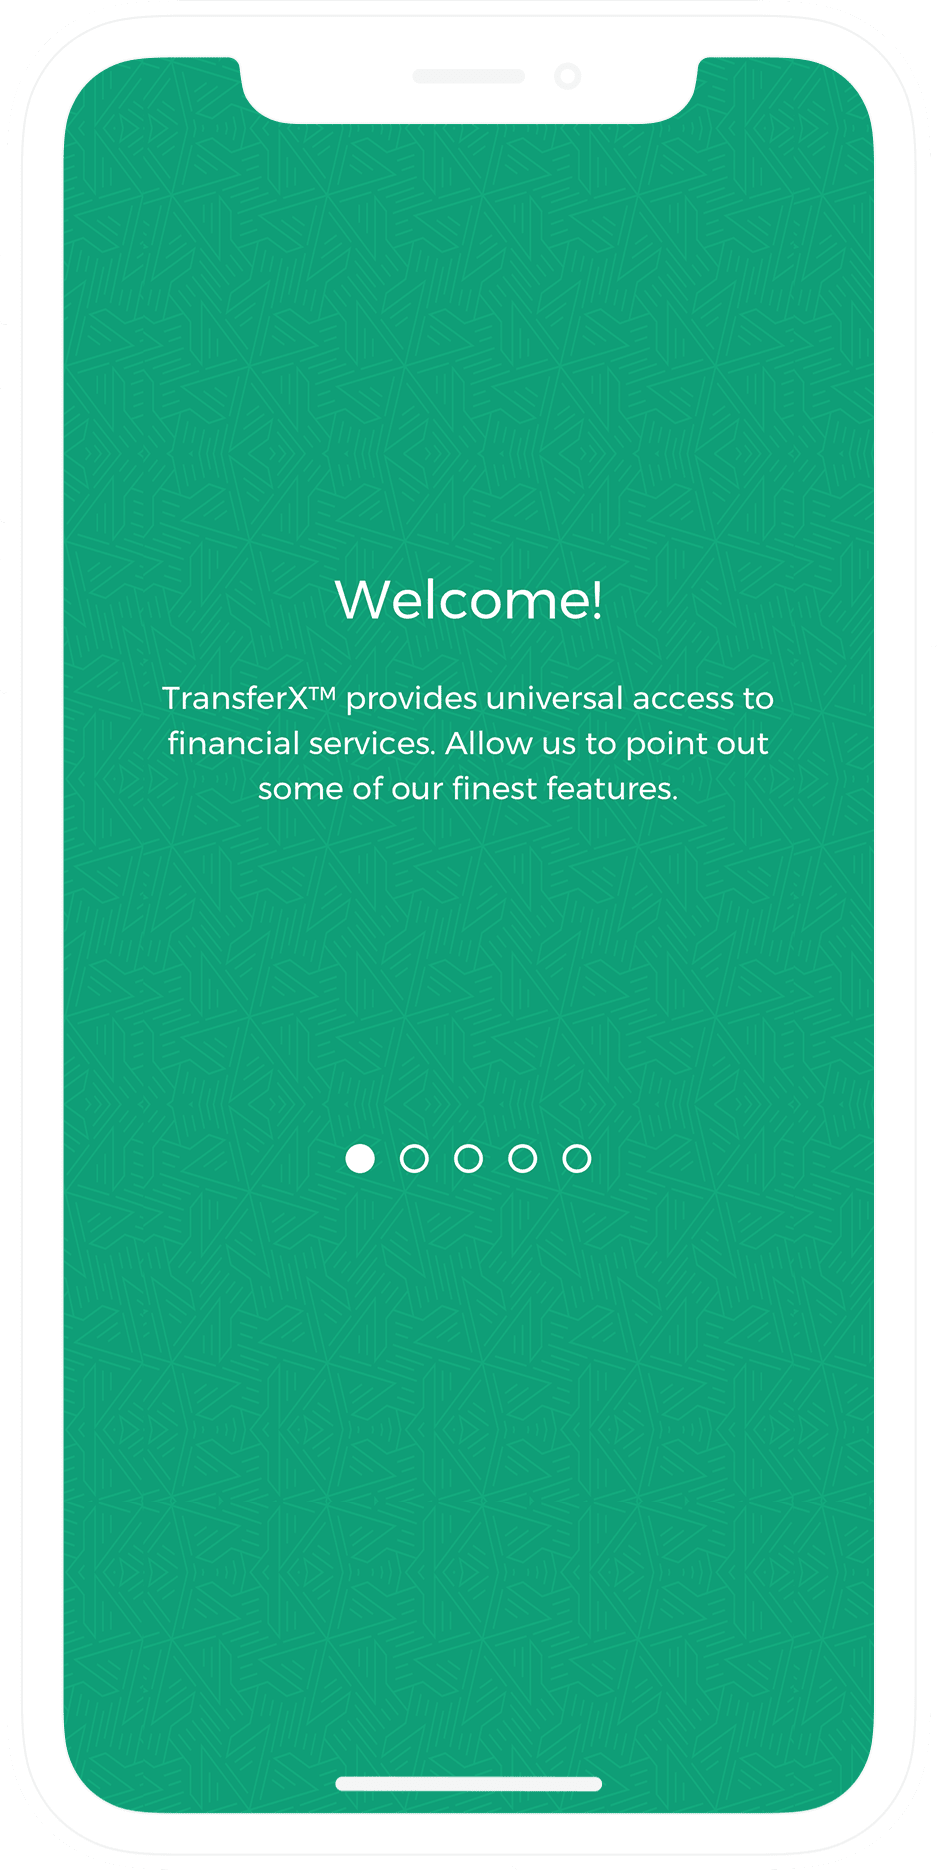 Welcome!
TransferX™ provides universal access to
financial services. Allow us to point out
some of our finest features.